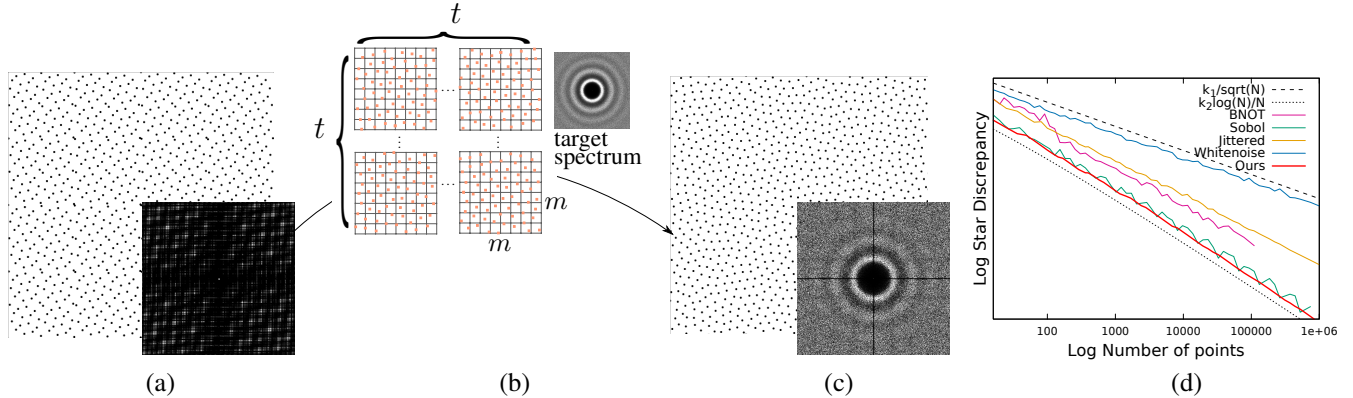 t
t
m
m
target
spectrum
Log Star Discrepancy
k1/sqrt(N)
k2log(N)/N
BNOT
Sobol
Jittered
Whitenoise
Ours
100 1000 10000 100000 1e+06
Log Number of points
(a) (b) (c) (d)